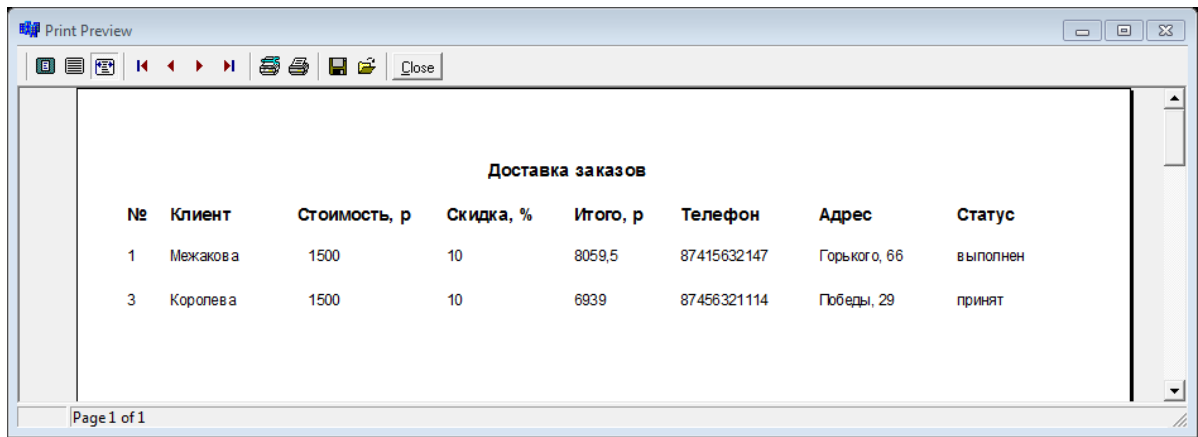 Print Preview
Close
Доставка заказов
№ Клиент Стоимость, р Скидка, % Итого, р Телефон Адрес Статус
1 Межакова 1500 10 8059,5 87415632147 Горького, 66 выполнен
3 Королева 1500 10 6939 87456321114 Победы, 29 принят
Page 1 of 1